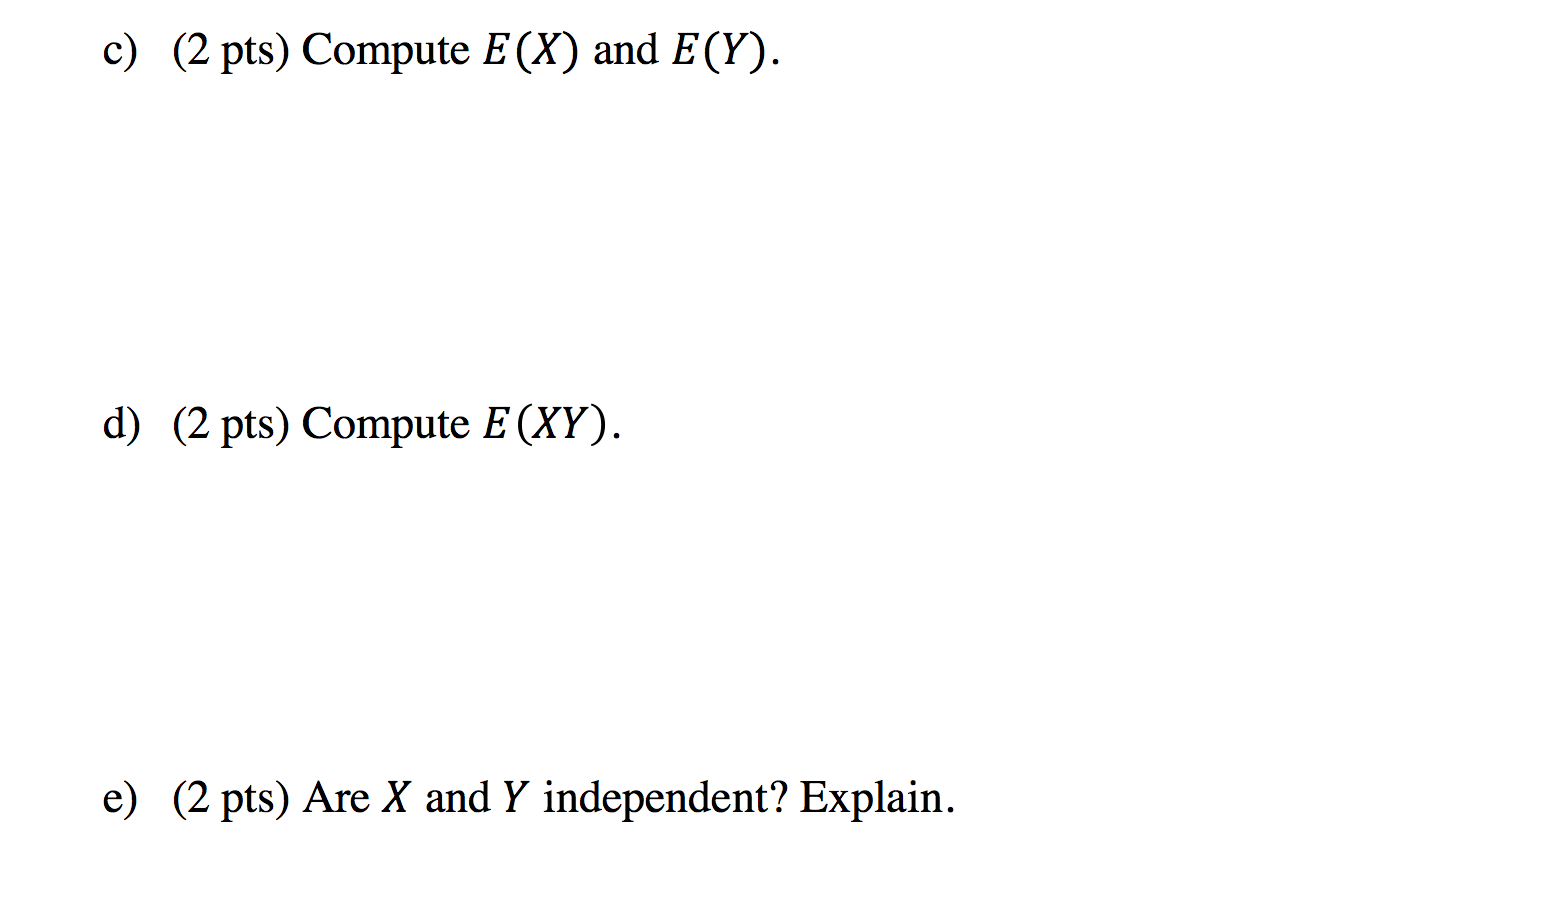 c) (2 pts) Compute E(X) and E(Y).
d) (2 pts) Compute E(XY).
e) (2 pts) Are X and Y independent? Explain.